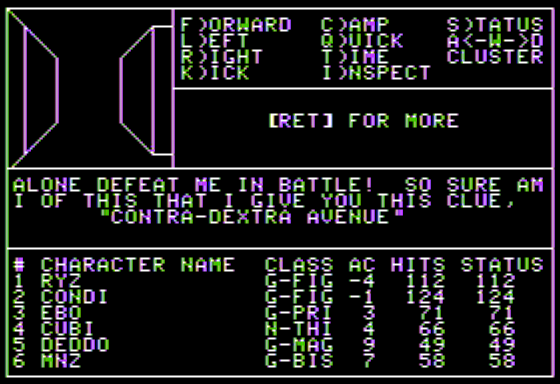 F)ORWARD C)AMP S)TATUS
L)EFT Q)UICK A<-W->D
R)IGHT T)IME CLUSTER
K)ICK I)NSPECT
[RET] FOR MORE
ALONE DEFEAT ME IN BATTLE! SO SURE AM
I OF THIS THAT I GIVE YOU THIS CLUE,
"CONTRA-DEXTRA AVENUE"
# CHARACTER NAME CLASS AC HITS STATUS
1 RYZ G-FIG -4 112 112
2 CONDI G-FIG -1 124 124
3 EBO G-PRI 3 71 71
4 CUBI N-THI 4 66 66
5 DEDDO G-MAG 9 49 49
6 MNZ G-BIS 7 58 58